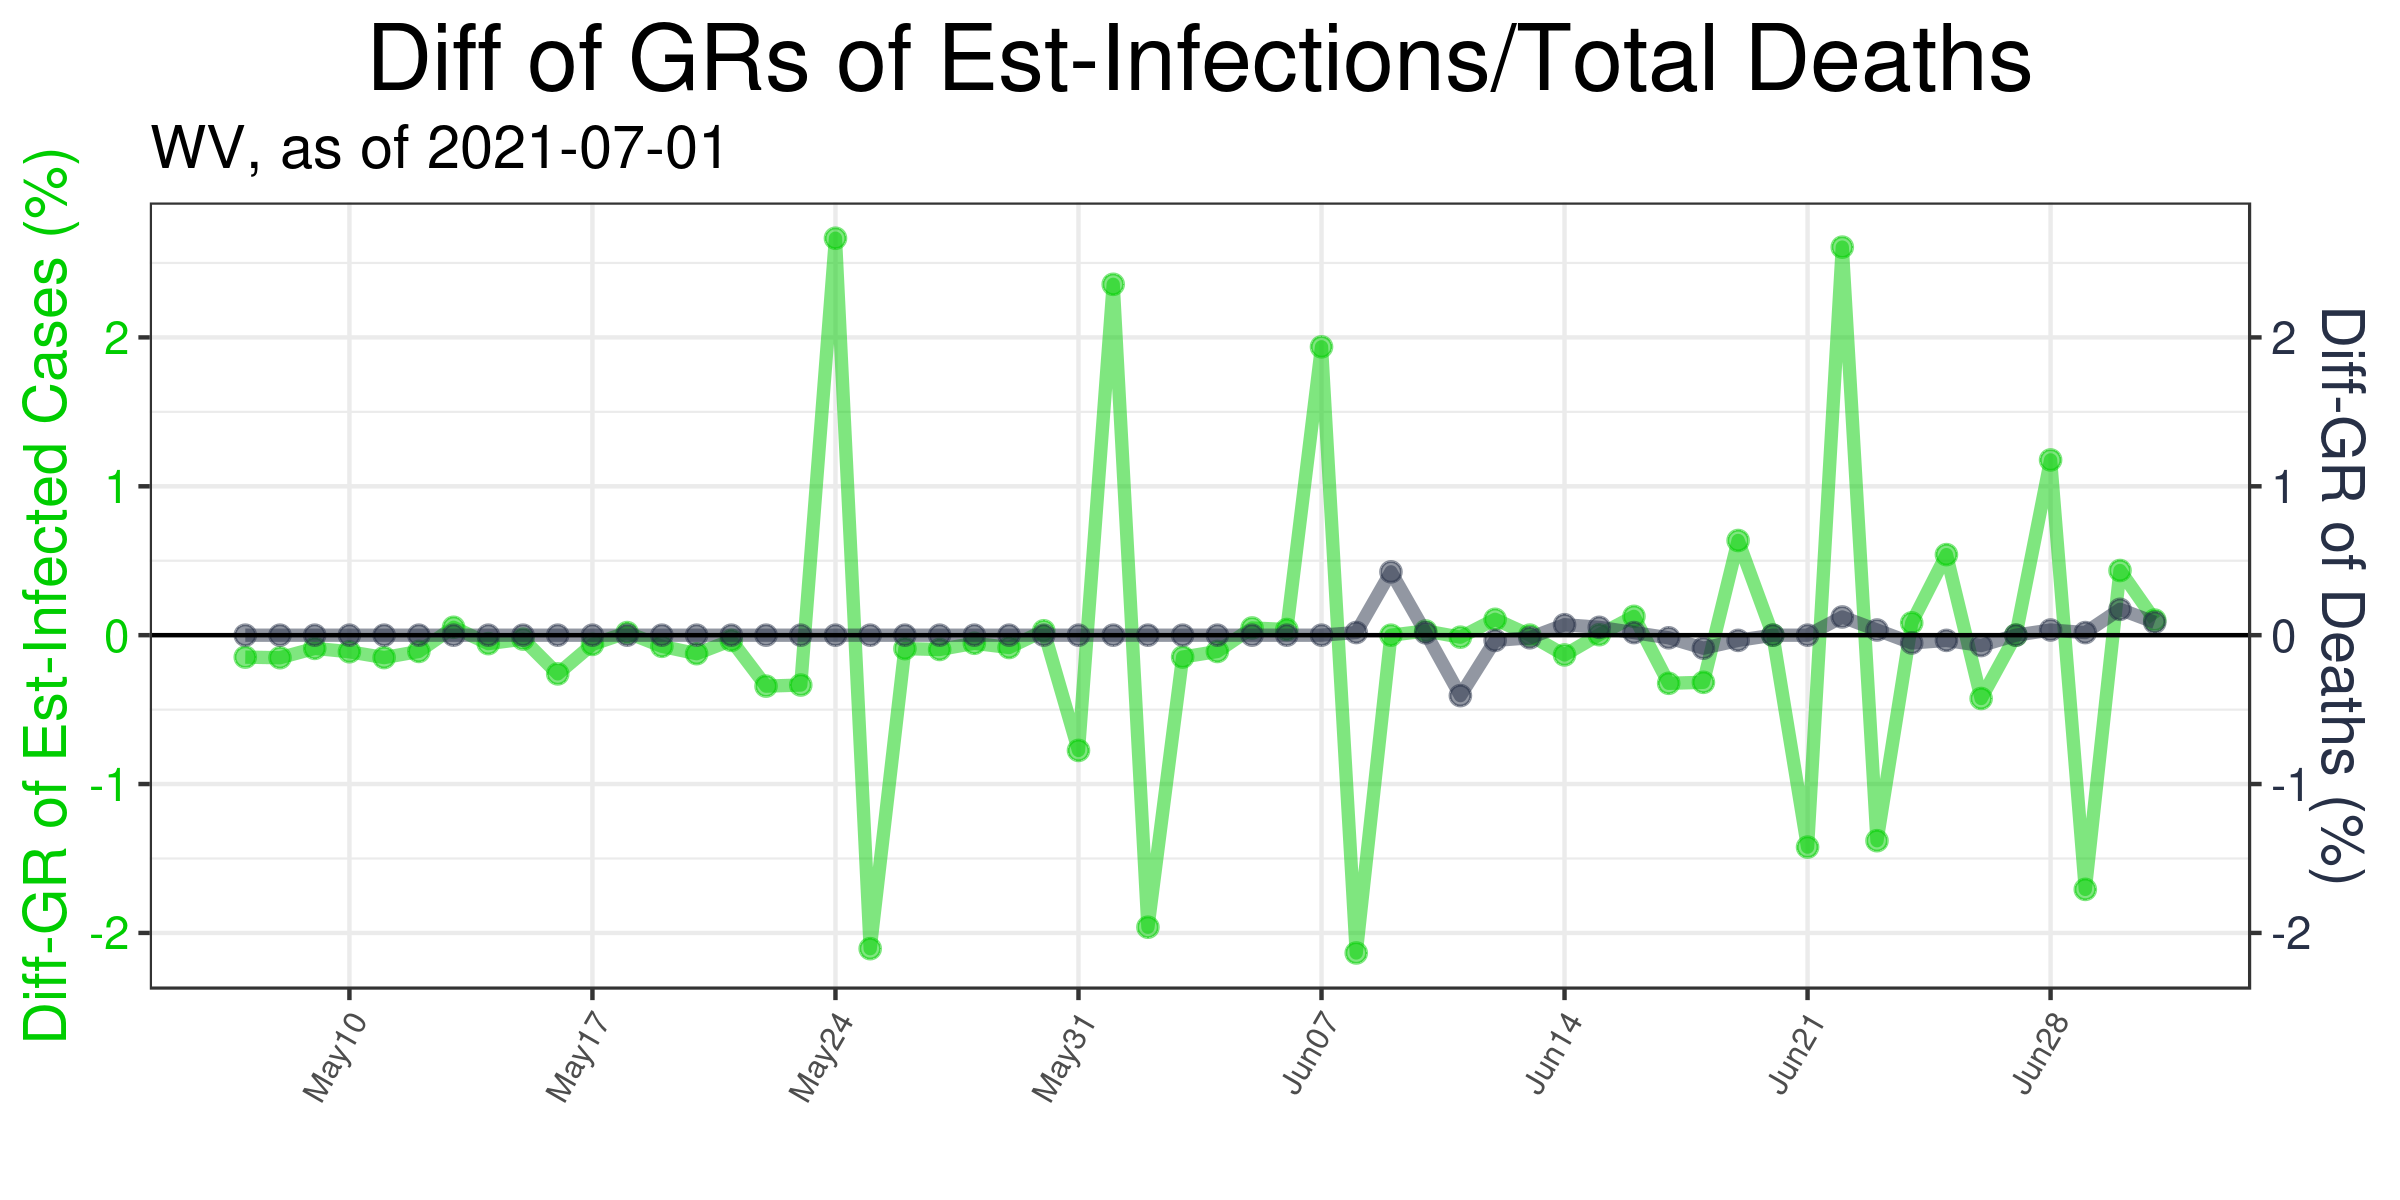 Diff of GRs of Est-Infections/Total Deaths
WV, as of 2021-07-01
Diff-GR of Est-Infected Cases (%)
2
1
0
-1
-2
2
1
0
-1
-2
Diff-GR of Deaths (%)
May10
May17
May24
May31
Jun07
Jun14
Jun21
Jun28